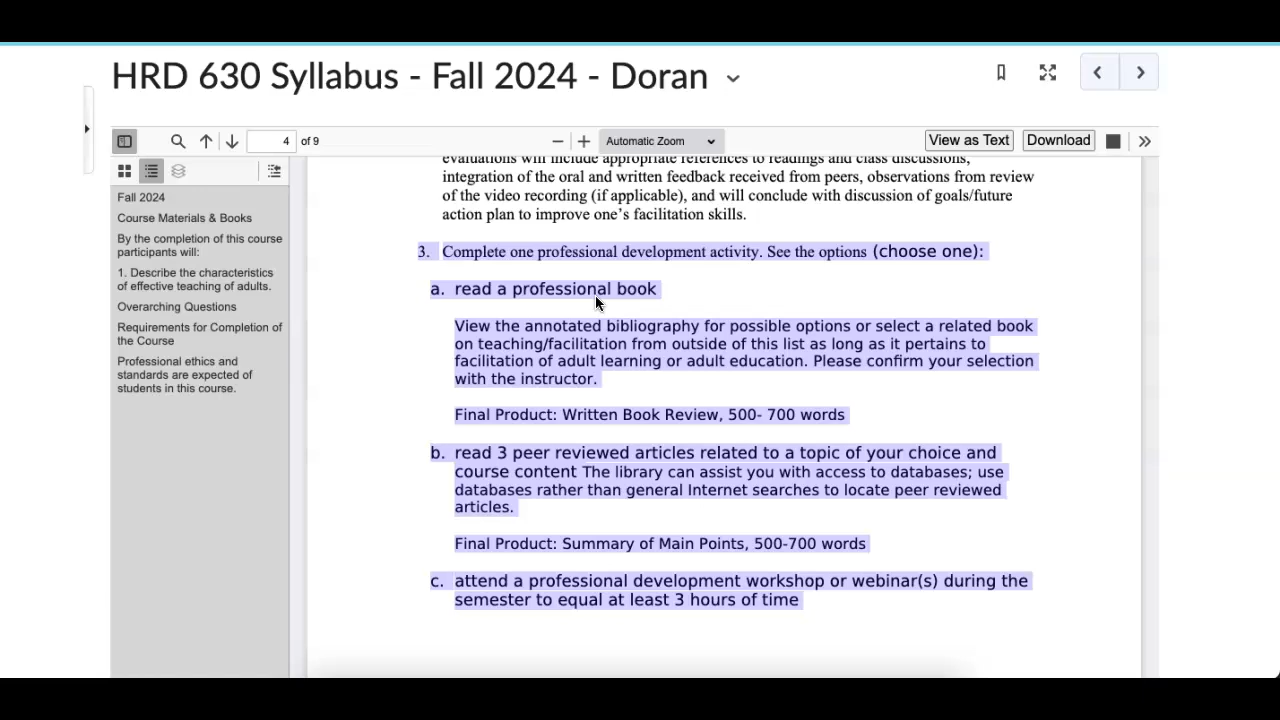 HRD 630 Syllabus - Fall 2024 - Doran
4 of 9
Automatic Zoom
View as Text
Download
Fall 2024
Course Materials & Books
By the completion of this course
participants will:
1. Describe the characteristics
of effective teaching of adults.
Overarching Questions
Requirements for Completion of
the Course
Professional ethics and
standards are expected of
students in this course.
evaluations will include appropriate references to readings and class discussions,
integration of the oral and written feedback received from peers, observations from review
of the video recording (if applicable), and will conclude with discussion of goals/future
action plan to improve one’s facilitation skills.
3. Complete one professional development activity. See the options (choose one):
a. read a professional book
View the annotated bibliography for possible options or select a related book
on teaching/facilitation from outside of this list as long as it pertains to
facilitation of adult learning or adult education. Please confirm your selection
with the instructor.
Final Product: Written Book Review, 500- 700 words
b. read 3 peer reviewed articles related to a topic of your choice and
course content The library can assist you with access to databases; use
databases rather than general Internet searches to locate peer reviewed
articles.
Final Product: Summary of Main Points, 500-700 words
c. attend a professional development workshop or webinar(s) during the
semester to equal at least 3 hours of time